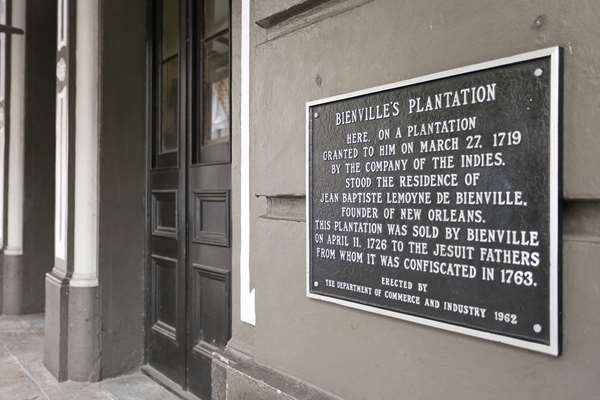 BIENVILLE'S PLANTATION
HERE, ON A PLANTATION
GRANTED TO HIM ON MARCH 27, 1719
BY THE COMPANY OF THE INDIES,
STOOD THE RESIDENCE OF
JEAN BAPTISTE LEMOYNE DE BIENVILLE,
FOUNDER OF NEW ORLEANS.
THIS PLANTATION WAS SOLD BY BIENVILLE
ON APRIL 11, 1726 TO THE JESUIT FATHERS
FROM WHOM IT WAS CONFISCATED IN 1763.
ERECTED BY
THE DEPARTMENT OF COMMERCE AND INDUSTRY 1962